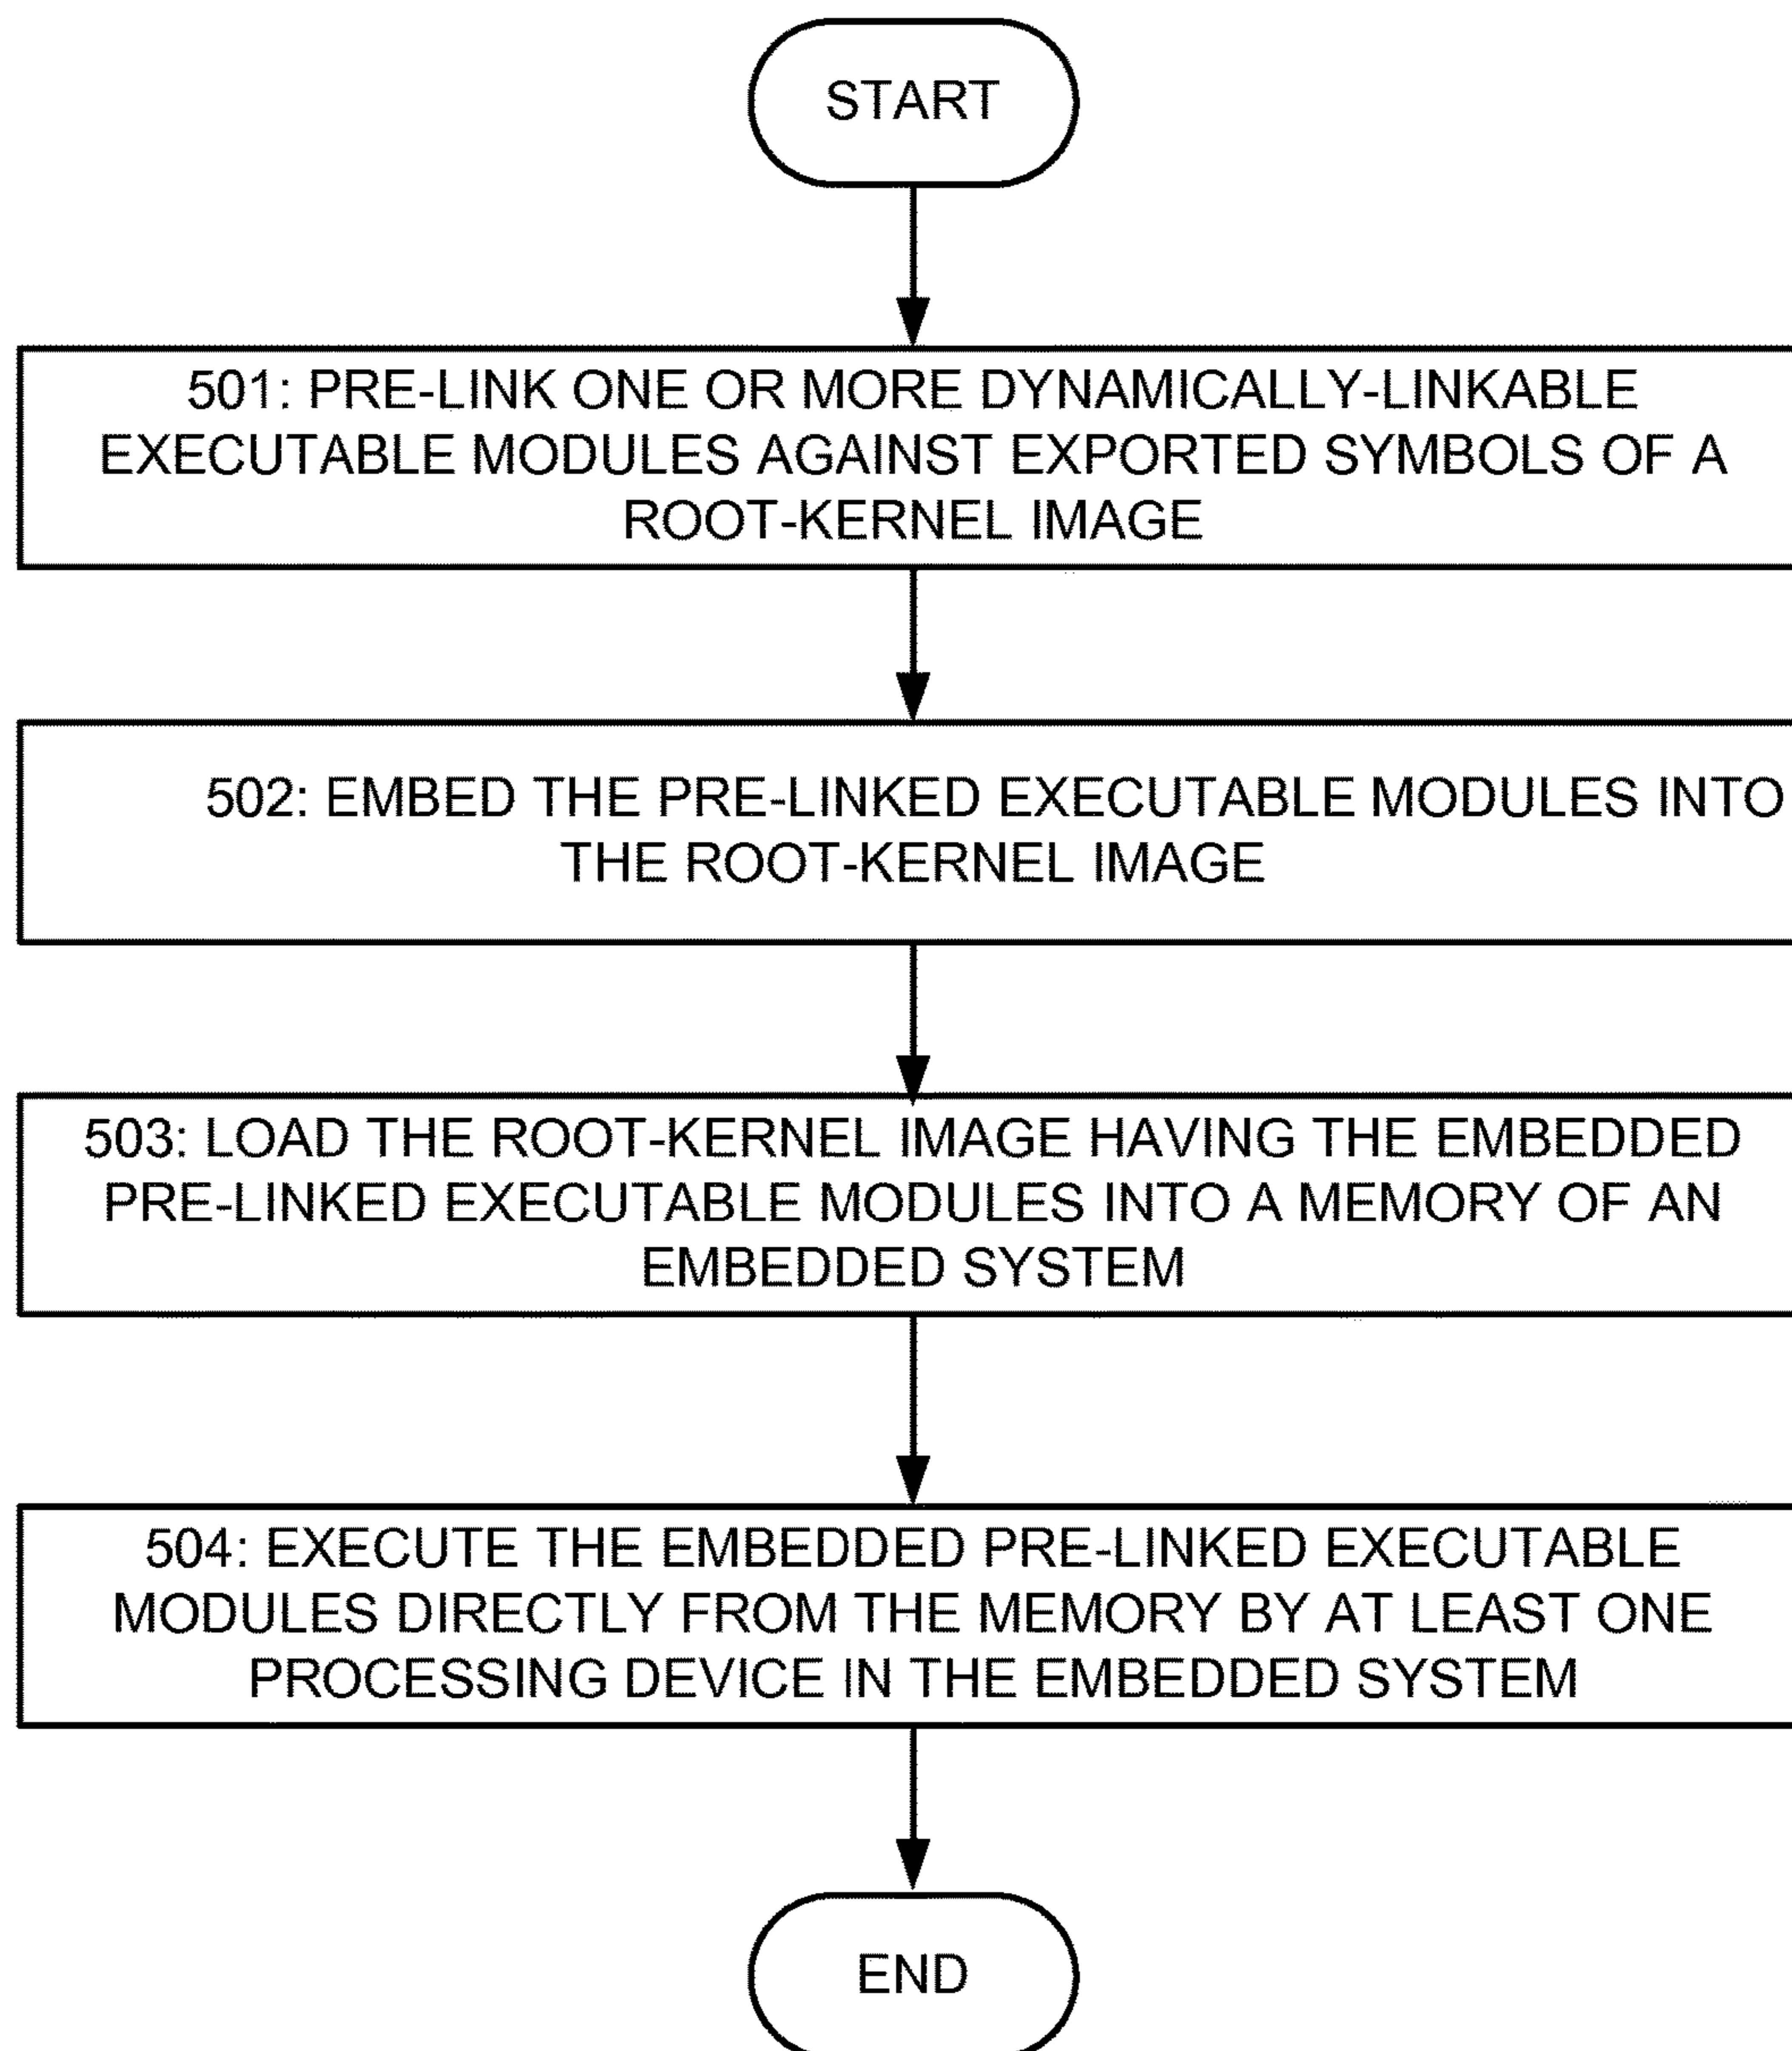 START
501: PRE-LINK ONE OR MORE DYNAMICALLY-LINKABLE
EXECUTABLE MODULES AGAINST EXPORTED SYMBOLS OF A
ROOT-KERNEL IMAGE
502: EMBED THE PRE-LINKED EXECUTABLE MODULES INTO
THE ROOT-KERNEL IMAGE
503: LOAD THE ROOT-KERNEL IMAGE HAVING THE EMBEDDED
PRE-LINKED EXECUTABLE MODULES INTO A MEMORY OF AN
EMBEDDED SYSTEM
504: EXECUTE THE EMBEDDED PRE-LINKED EXECUTABLE
MODULES DIRECTLY FROM THE MEMORY BY AT LEAST ONE
PROCESSING DEVICE IN THE EMBEDDED SYSTEM
END